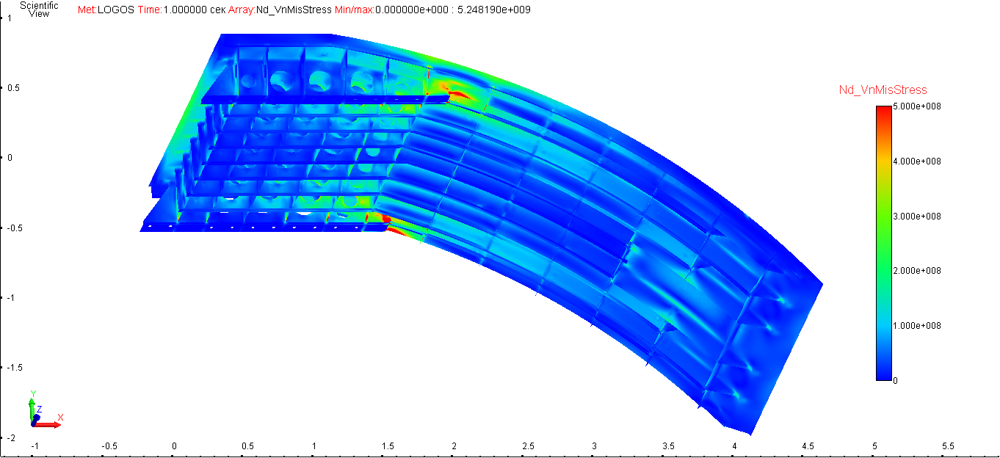 Scientific
View
Met:LOGOS Time:1.000000 сек Array:Nd_VnMisStress Min/max:0.000000e+000 : 5.248190e+009
Nd_VnMisStress
5.000e+008
4.000e+008
3.000e+008
2.000e+008
1.000e+008
0
1
0.5
0
-0.5
-1
-1.5
-2
Y
Z
X
-1 -0.5 0 0.5 1 1.5 2 2.5 3 3.5 4 4.5 5 5.5